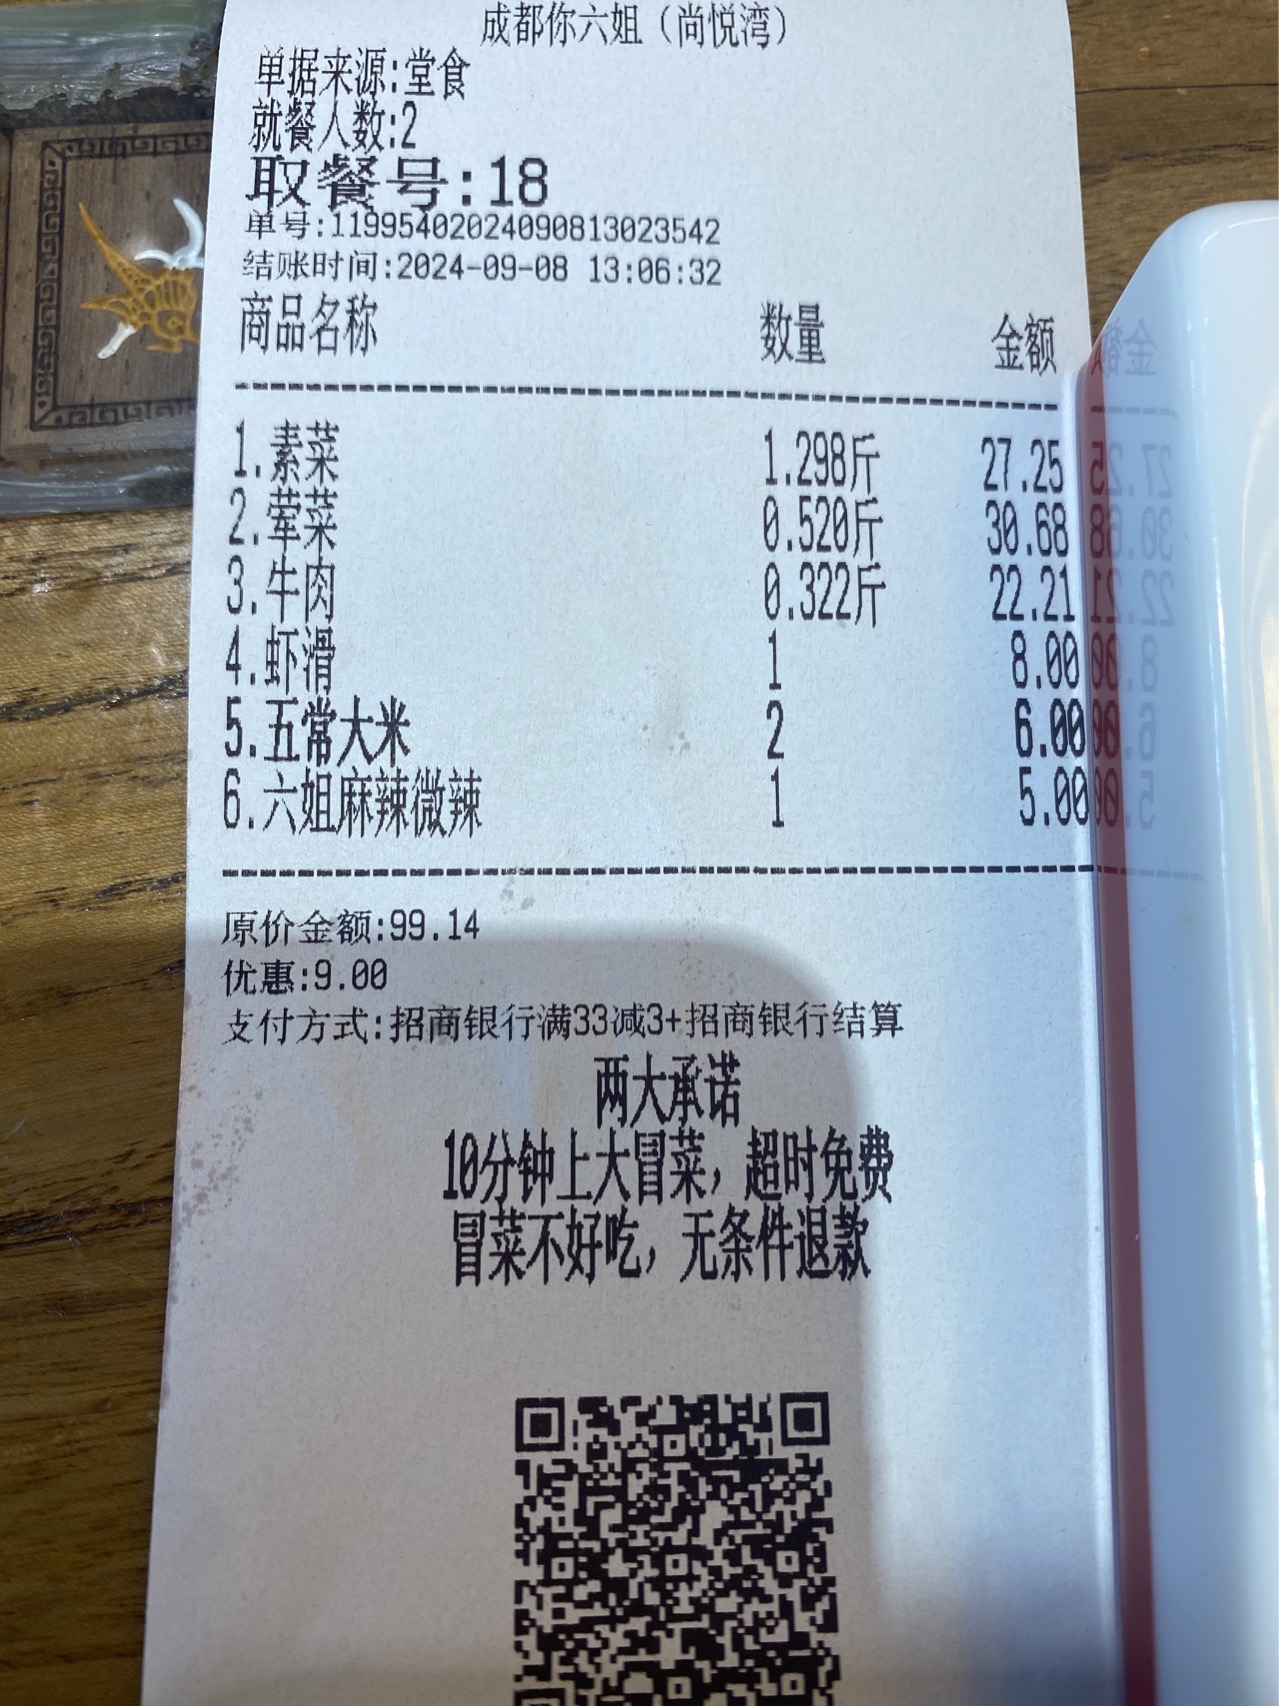 成都你六姐（尚悦湾）
单据来源:堂食
就餐人数:2
取餐号:18
单号:11995402024090813023542
结账时间:2024-09-08 13:06:32
商品名称 数量 金额
1.素菜 1.298斤 27.25
2.荤菜 0.520斤 30.68
3.牛肉 0.322斤 22.21
4.虾滑 1 8.00
5.五常大米 2 6.00
6.六姐麻辣微辣 1 5.00
原价金额:99.14
优惠:9.00
支付方式:招商银行满33减3+招商银行结算
两大承诺
10分钟上大冒菜，超时免费
冒菜不好吃，无条件退款